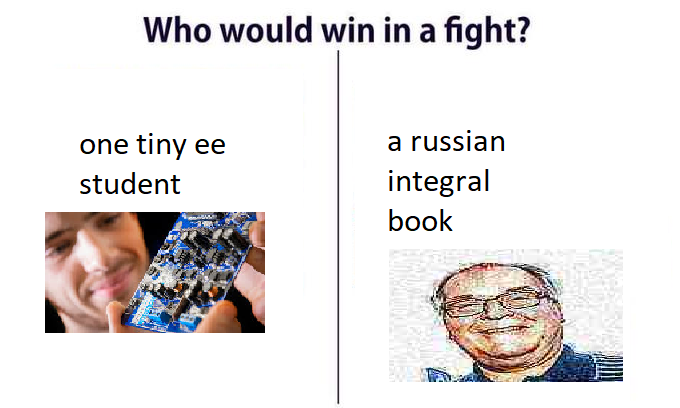 Who would win in a fight?
one tiny ee
student
a russian
integral
book